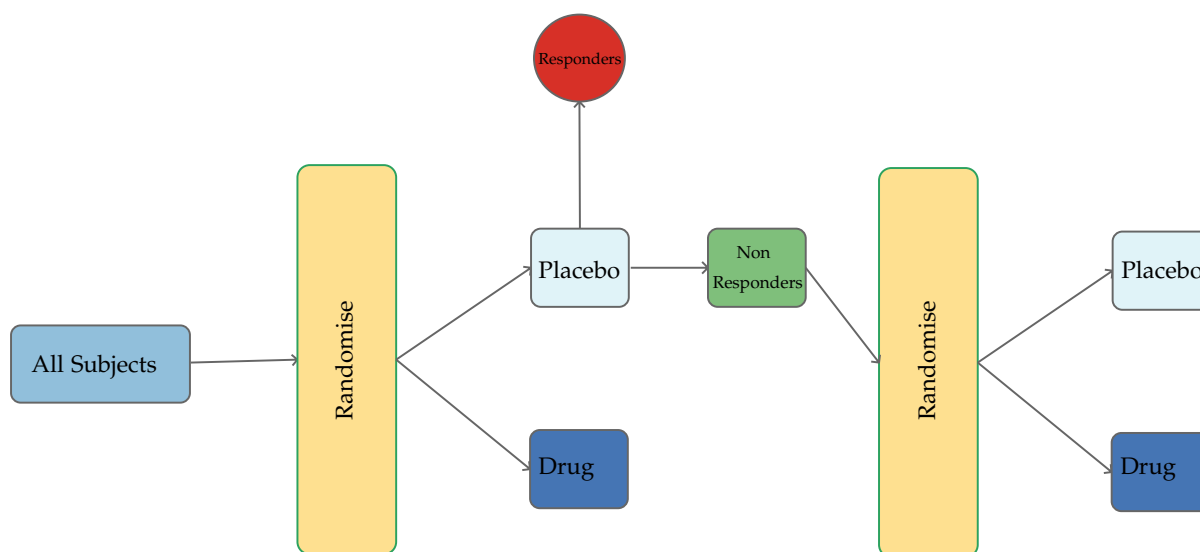 Responders
Placebo
Non
Responders
Placebo
Randomise
Randomise
All Subjects
Drug
Drug